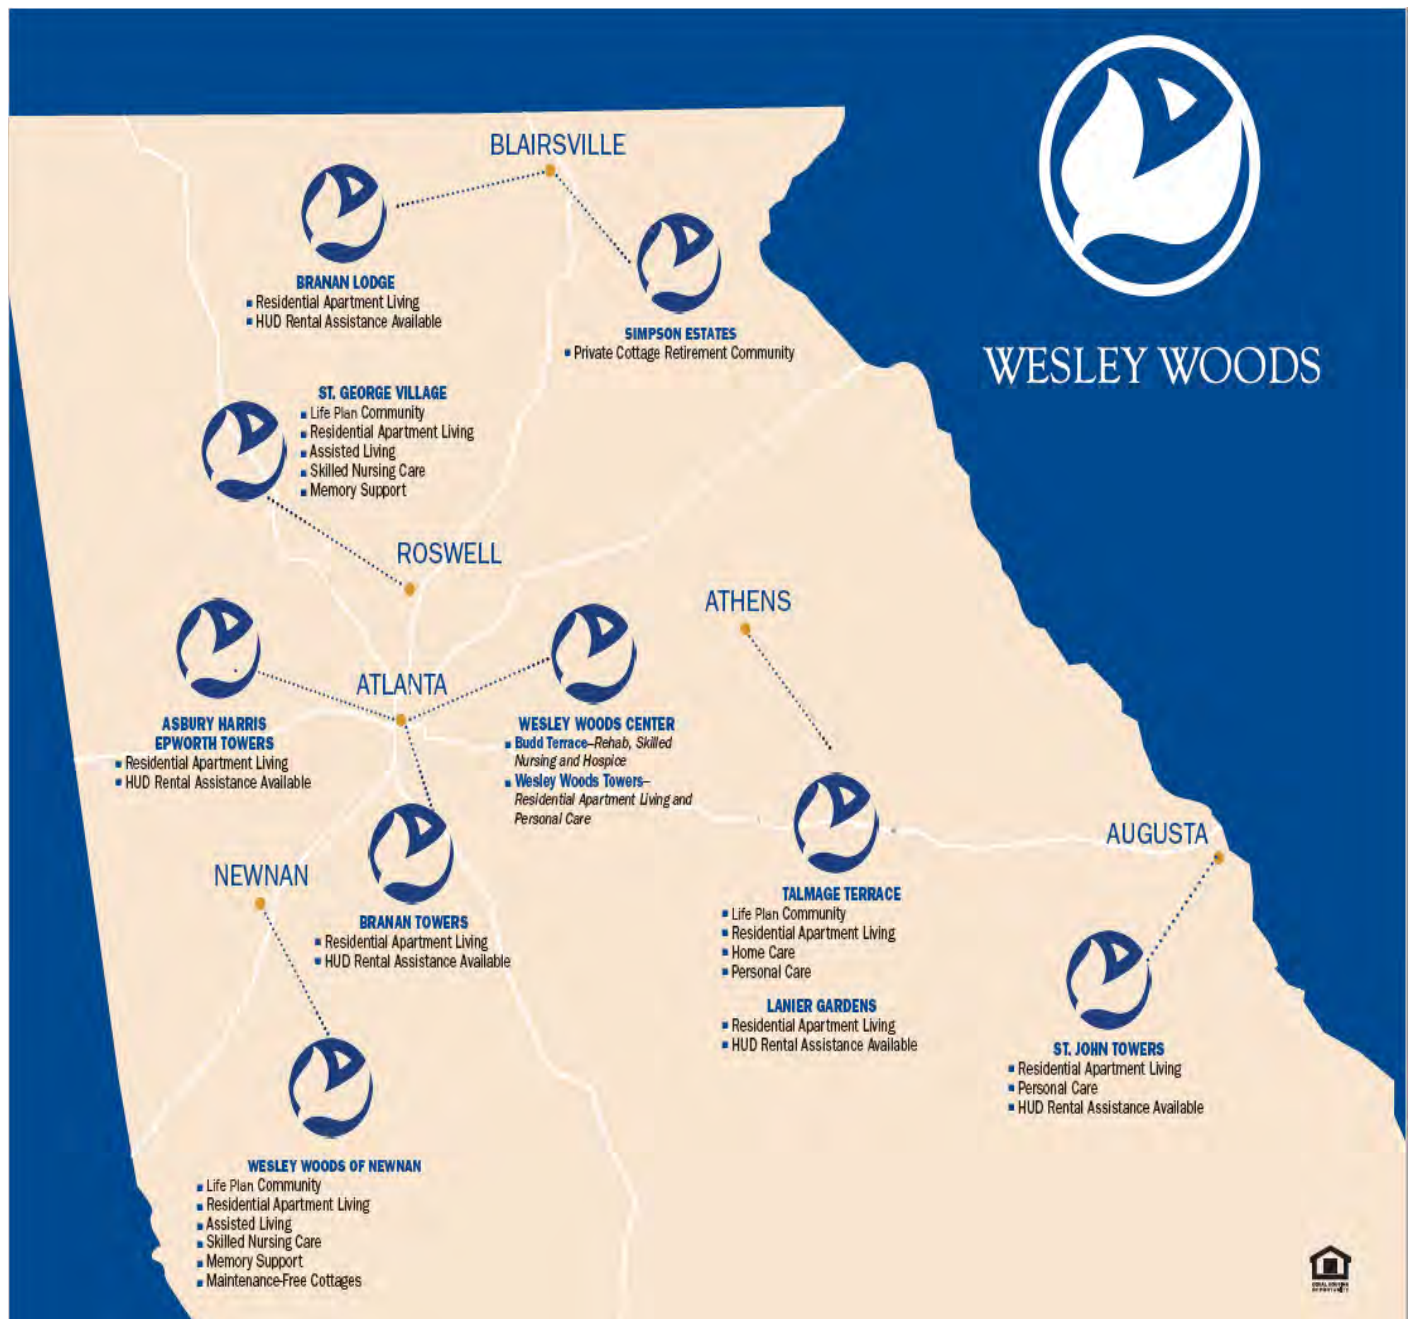 BLAIRSVILLE
BRANAN LODGE
Residential Apartment Living
HUD Rental Assistance Available
SIMPSON ESTATES
Private Cottage Retirement Community
WESLEY WOODS
ST. GEORGE VILLAGE
Life Plan Community
Residential Apartment Living
Assisted Living
Skilled Nursing Care
Memory Support
ROSWELL
ATHENS
ATLANTA
ASBURY HARRIS
EPWORTH TOWERS
Residential Apartment Living
HUD Rental Assistance Available
WESLEY WOODS CENTER
Budd Terrace–Rehab, Skilled
Nursing and Hospice
Wesley Woods Towers–
Residential Apartment Living and
Personal Care
AUGUSTA
NEWNAN
BRANAN TOWERS
Residential Apartment Living
HUD Rental Assistance Available
TALMAGE TERRACE
Life Plan Community
Residential Apartment Living
Home Care
Personal Care
LANIER GARDENS
Residential Apartment Living
HUD Rental Assistance Available
ST. JOHN TOWERS
Residential Apartment Living
Personal Care
HUD Rental Assistance Available
WESLEY WOODS OF NEWNAN
Life Plan Community
Residential Apartment Living
Assisted Living
Skilled Nursing Care
Memory Support
Maintenance-Free Cottages
EQUAL HOUSING
OPPORTUNITY